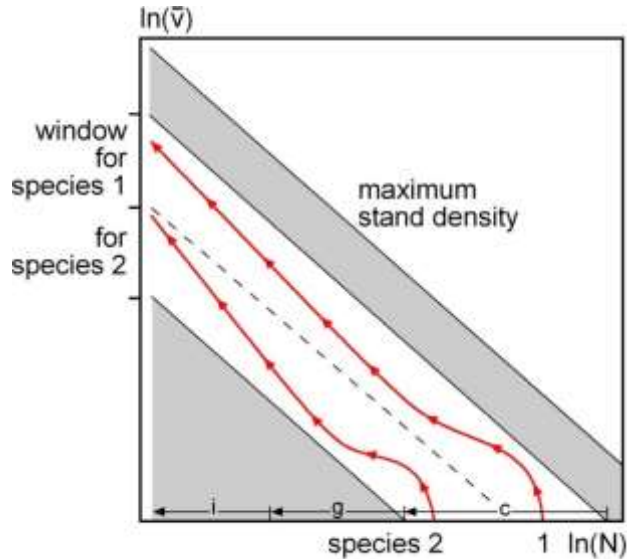 ln(v̄)
window
for
species 1
for
species 2
maximum
stand density
i
g
c
species 2
1
ln(N)